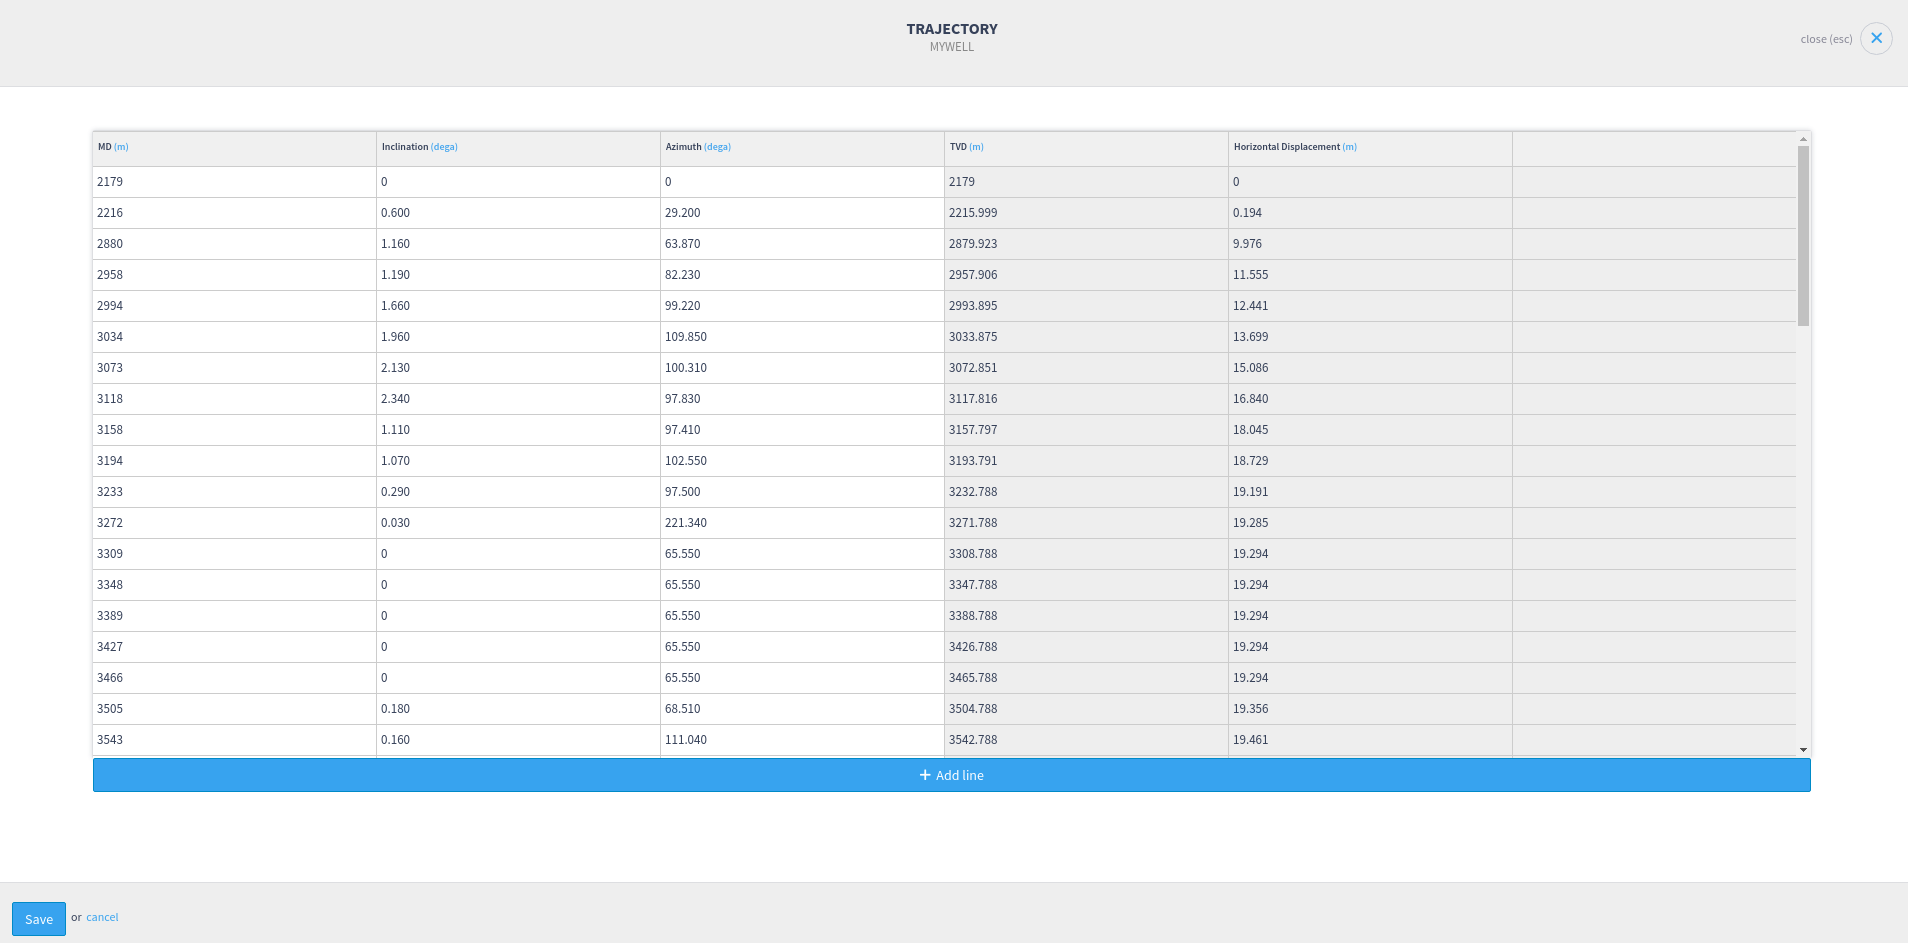 TRAJECTORY
MYWELL
close (esc)
MD (m) Inclination (dega) Azimuth (dega) TVD (m) Horizontal Displacement (m)
2179 0 0 2179 0
2216 0.600 29.200 2215.999 0.194
2880 1.160 63.870 2879.923 9.976
2958 1.190 82.230 2957.906 11.555
2994 1.660 99.220 2993.895 12.441
3034 1.960 109.850 3033.875 13.699
3073 2.130 100.310 3072.851 15.086
3118 2.340 97.830 3117.816 16.840
3158 1.110 97.410 3157.797 18.045
3194 1.070 102.550 3193.791 18.729
3233 0.290 97.500 3232.788 19.191
3272 0.030 221.340 3271.788 19.285
3309 0 65.550 3308.788 19.294
3348 0 65.550 3347.788 19.294
3389 0 65.550 3388.788 19.294
3427 0 65.550 3426.788 19.294
3466 0 65.550 3465.788 19.294
3505 0.180 68.510 3504.788 19.356
3543 0.160 111.040 3542.788 19.461
+ Add line
Save or cancel